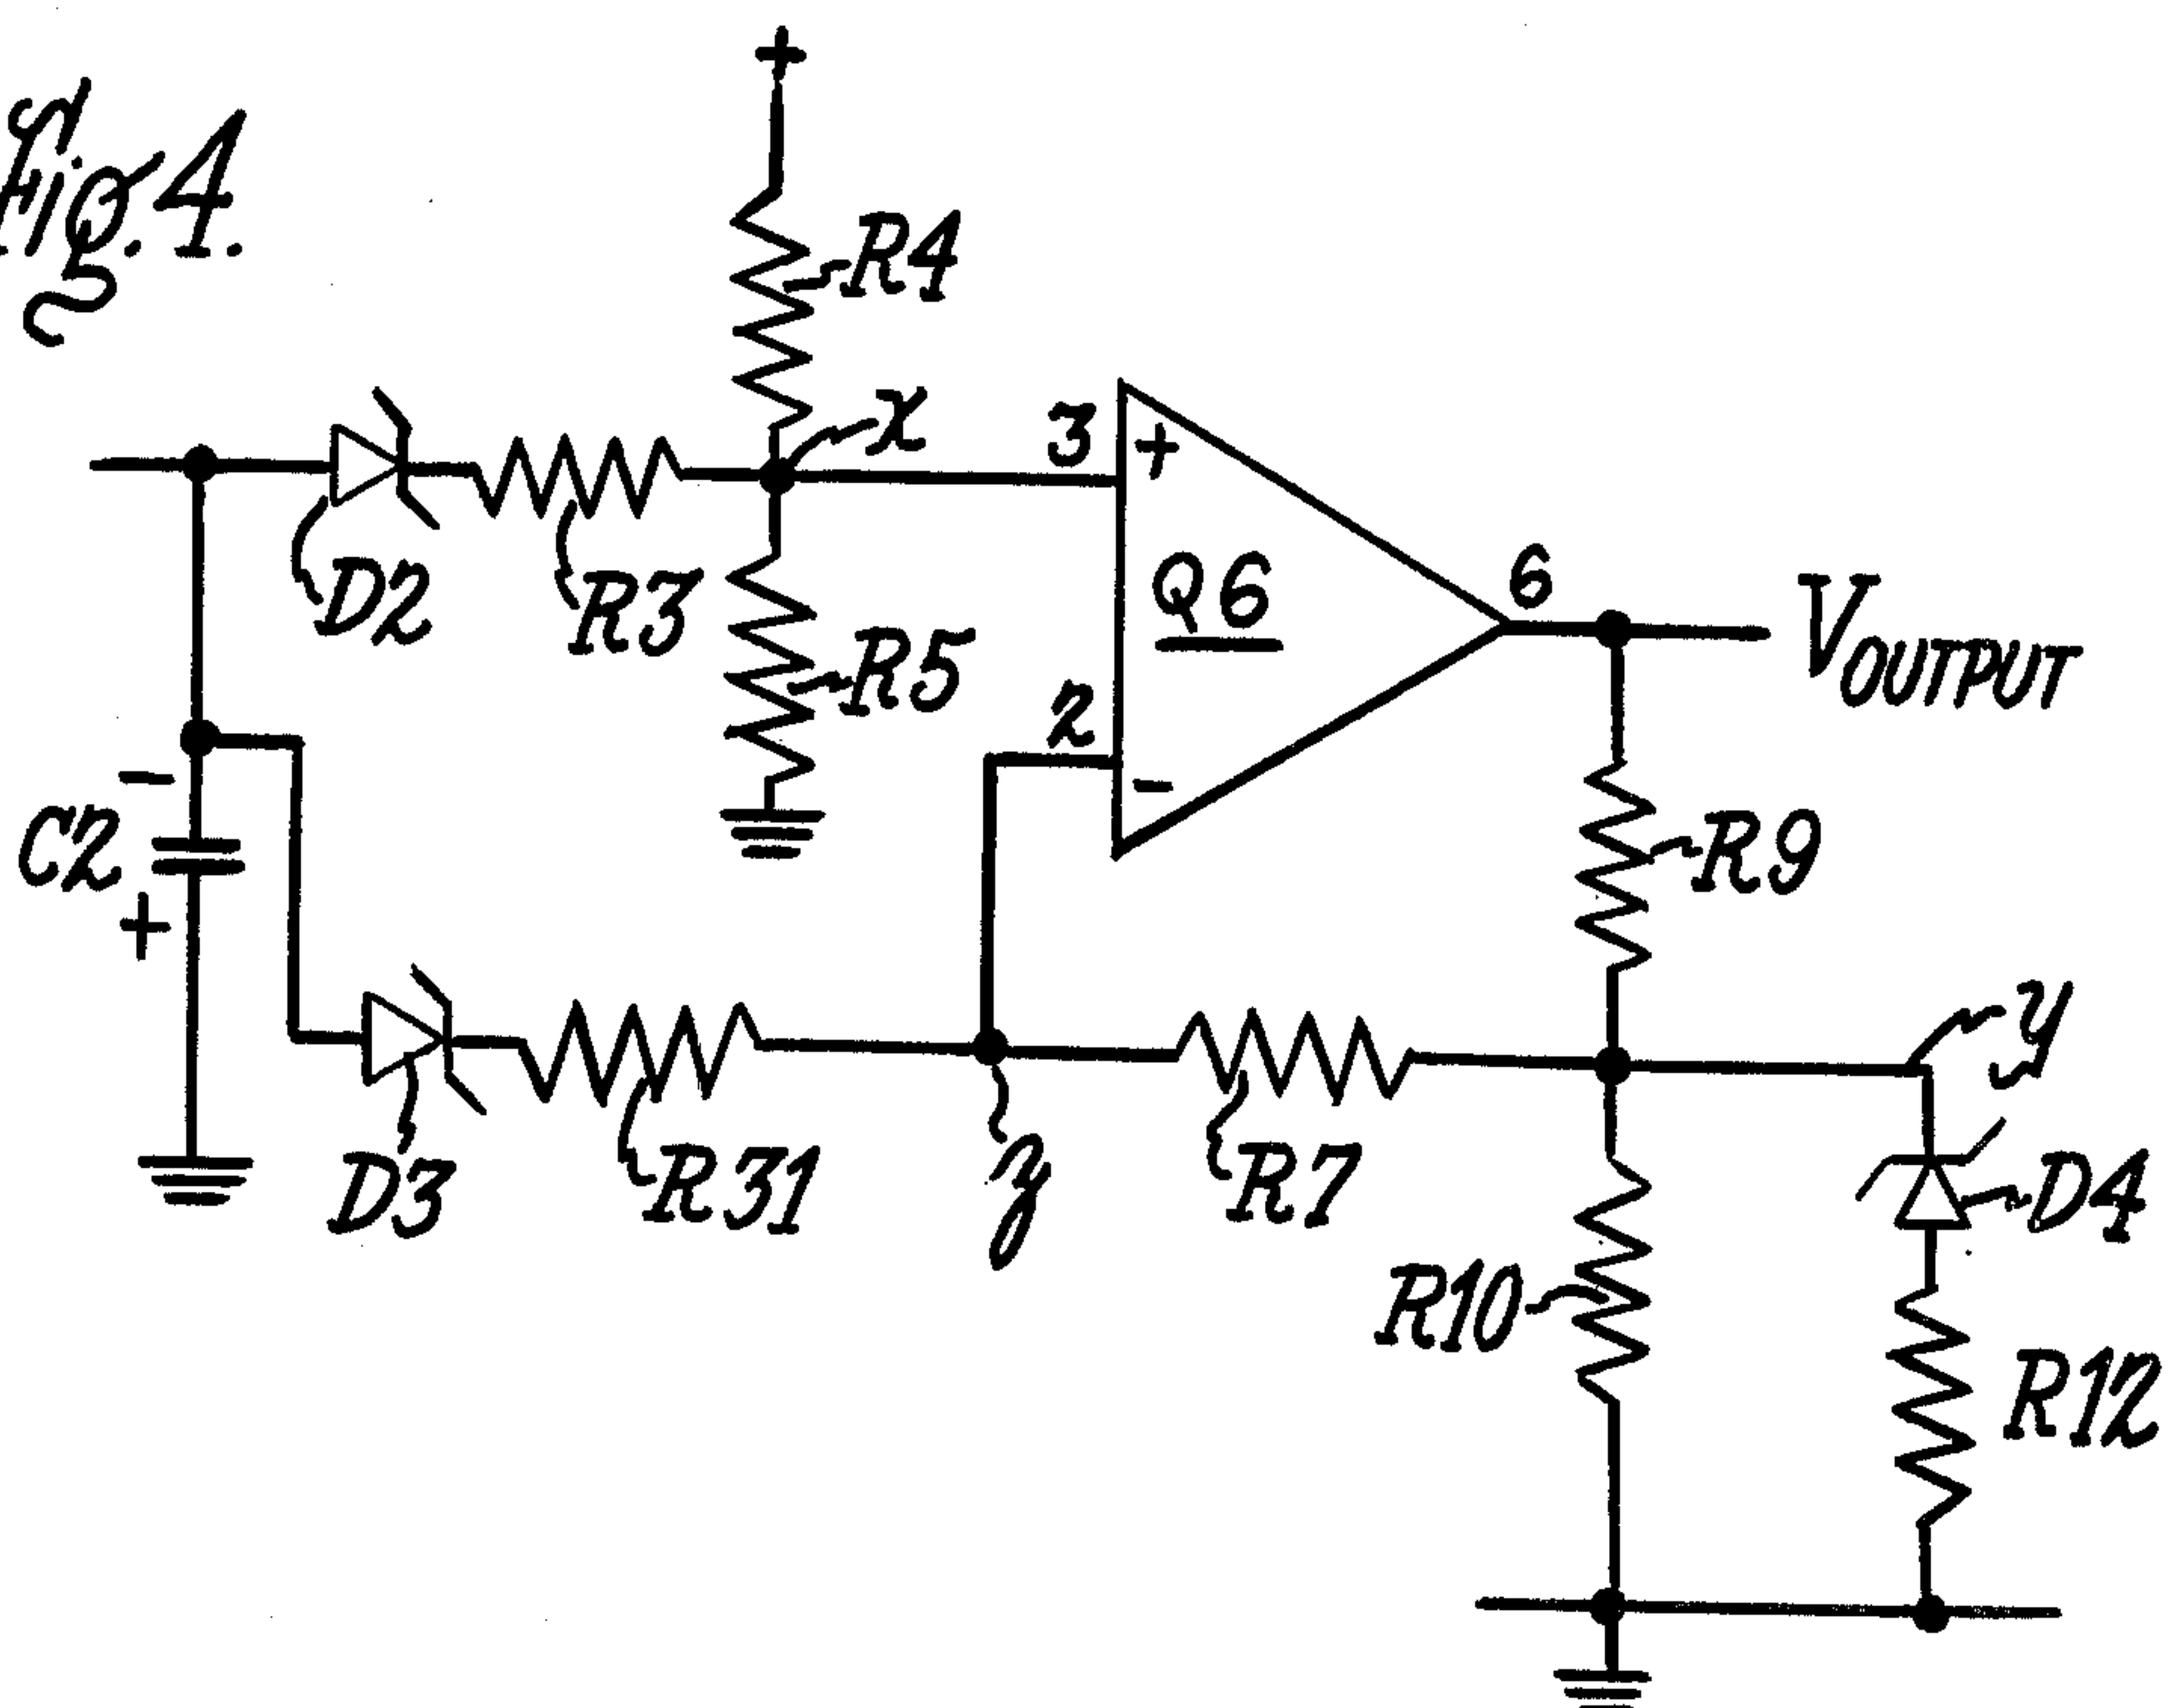 Fig. 4.
+
R4
x
3
+
D2
R3
Q6
6
VOUTPUT
R5
2
-
-
C2
+
R9
y
D3
R31
z
R7
D4
R10
R12